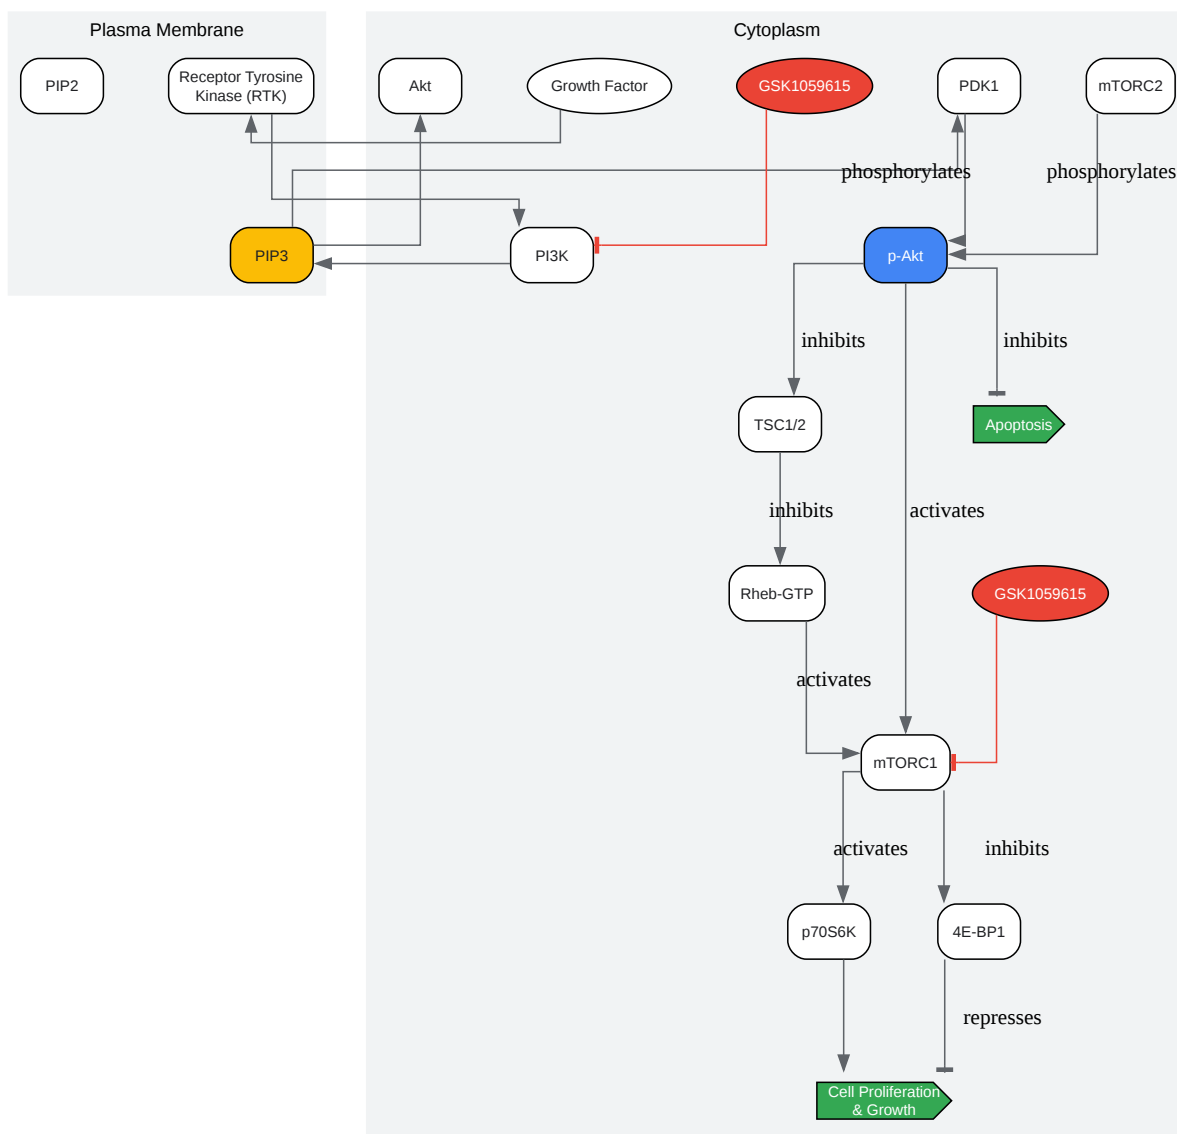 Plasma Membrane
Cytoplasm
PIP2
Receptor Tyrosine
Kinase (RTK)
Akt
Growth Factor
GSK1059615
PDK1
mTORC2
phosphorylates
phosphorylates
PIP3
PI3K
p-Akt
inhibits
inhibits
TSC1/2
Apoptosis
inhibits
activates
Rheb-GTP
GSK1059615
activates
mTORC1
activates
inhibits
p70S6K
4E-BP1
represses
Cell Proliferation
& Growth